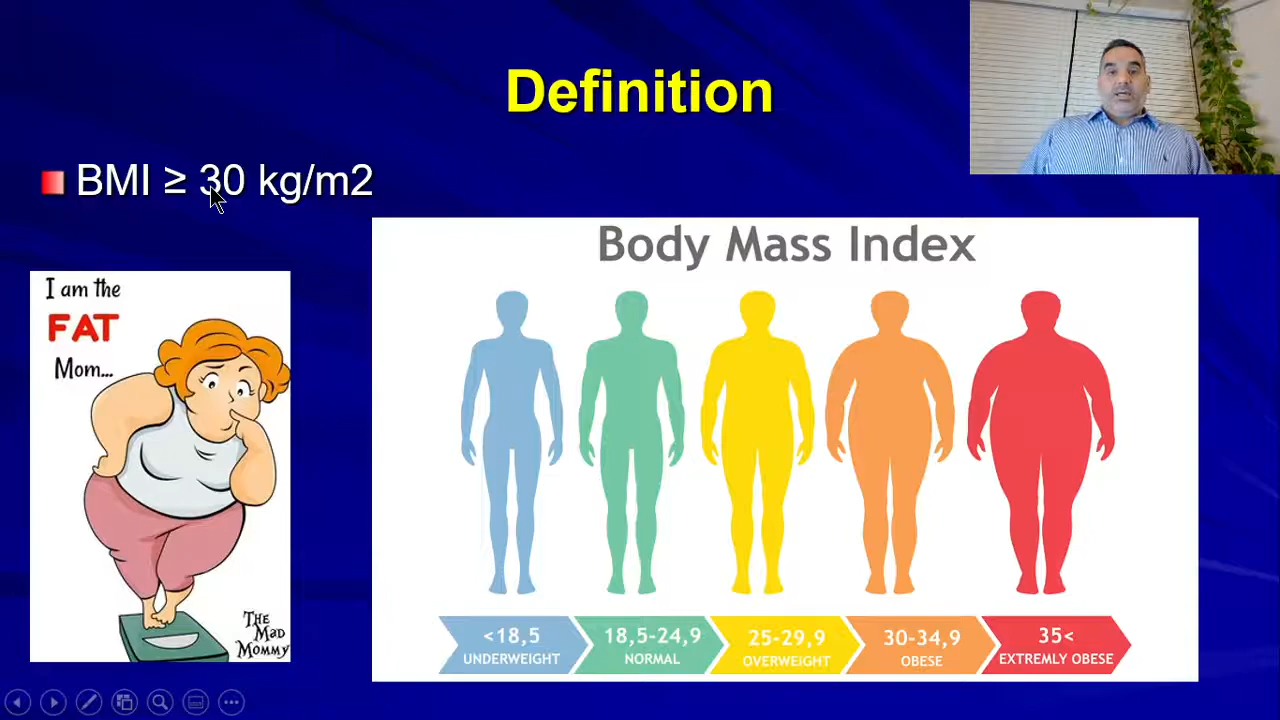 Definition
BMI ≥ 30 kg/m2
I am the
FAT
Mom...
THE
MAD
MOMMY
Body Mass Index
<18,5
UNDERWEIGHT
18,5-24,9
NORMAL
25-29,9
OVERWEIGHT
30-34,9
OBESE
35<
EXTREMLY OBESE